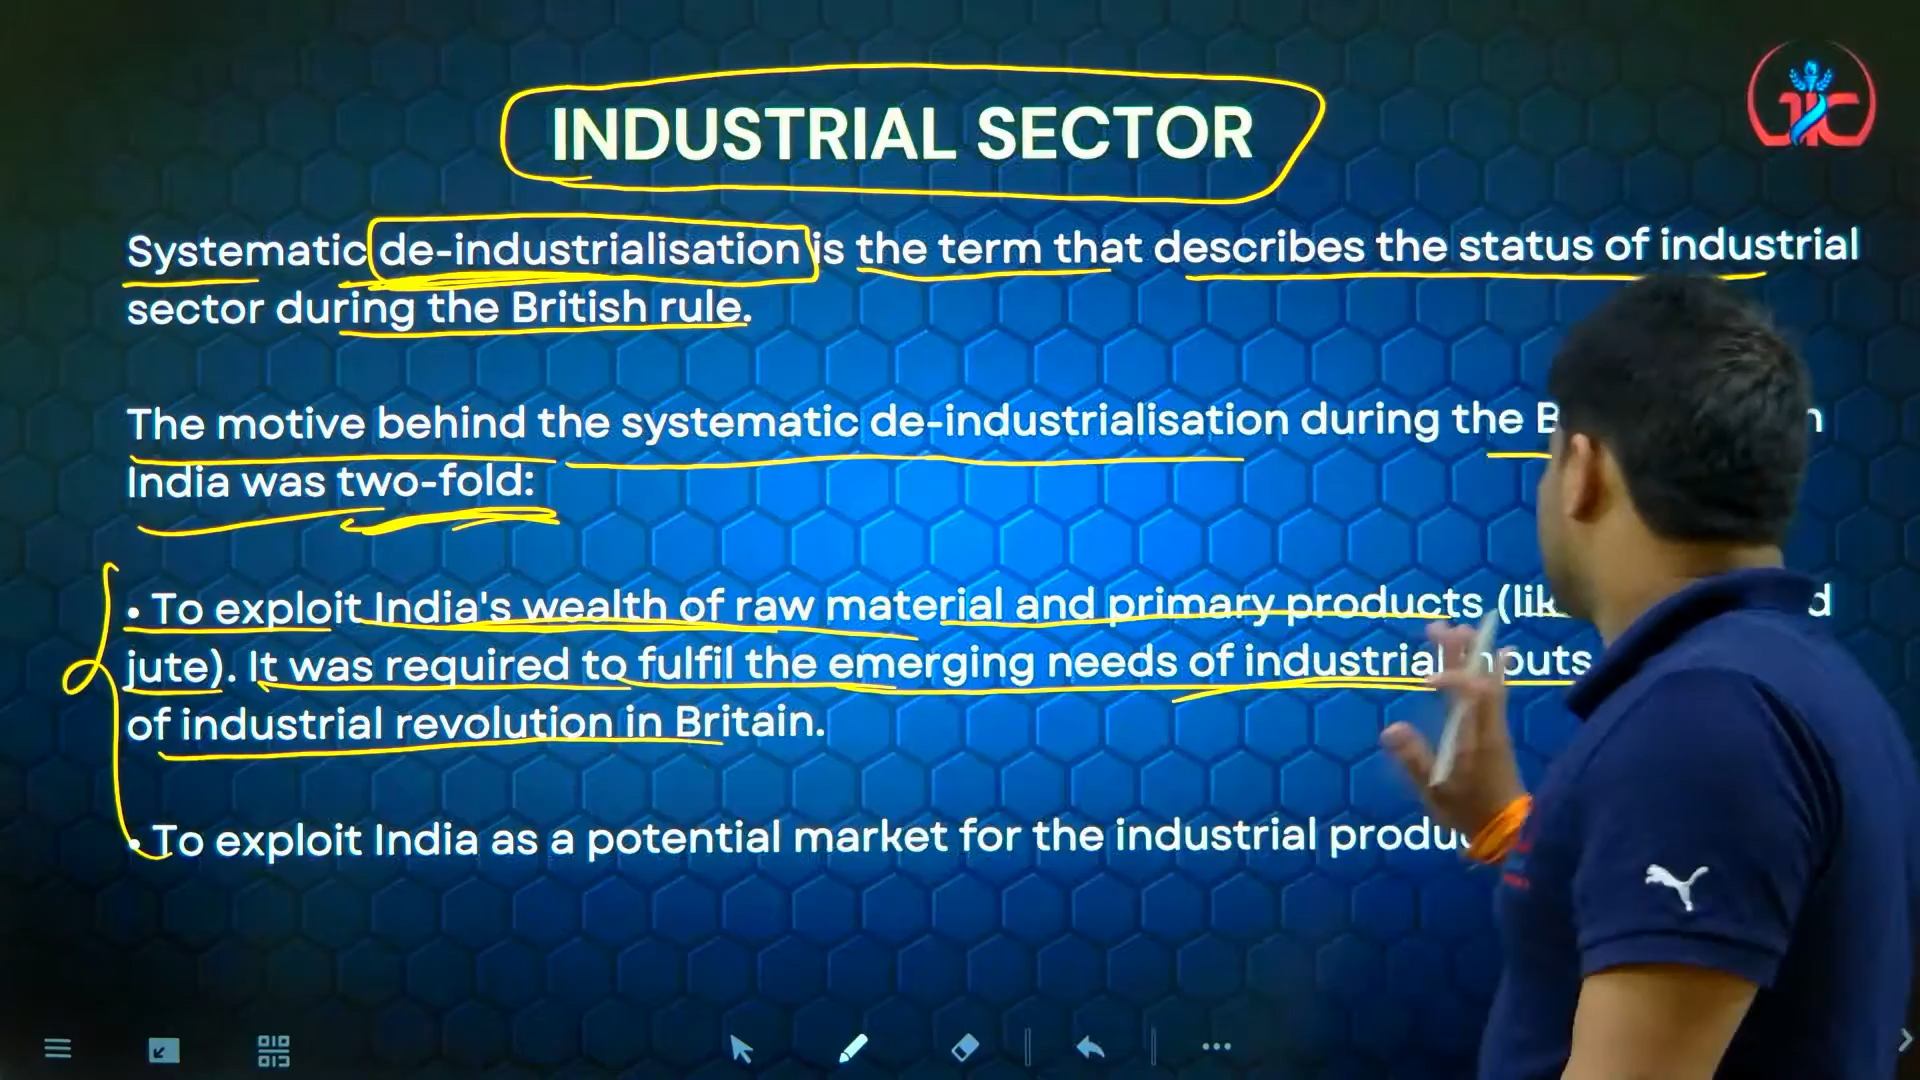 INDUSTRIAL SECTOR
JIC
Systematic de-industrialisation is the term that describes the status of industrial
sector during the British rule.
The motive behind the systematic de-industrialisation during the
India was two-fold:
• To exploit India's wealth of raw material and primary products
jute). It was required to fulfil the emerging needs of industrial
of industrial revolution in Britain.
• To exploit India as a potential market for the industrial